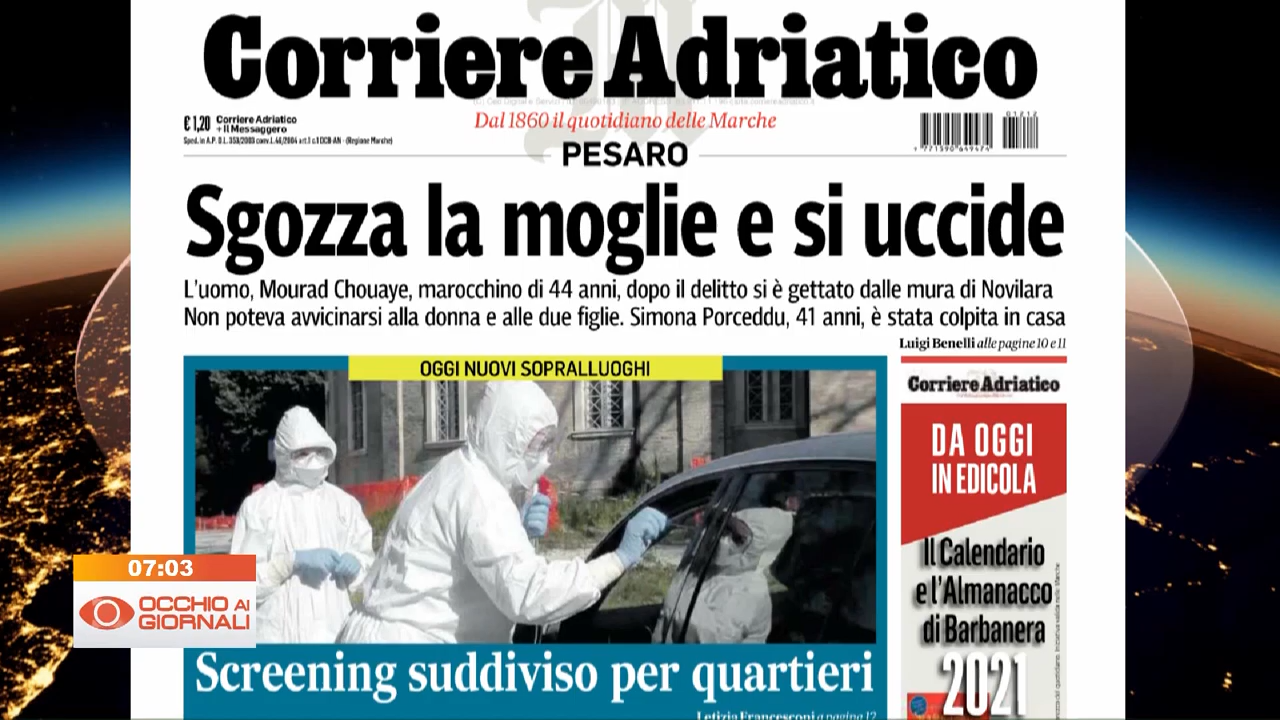 Corriere Adriatico
€ 1,20
Corriere Adriatico
+ Il Messaggero
Dal 1860 il quotidiano delle Marche
01212
PESARO
Sgozza la moglie e si uccide
L'uomo, Mourad Chouaye, marocchino di 44 anni, dopo il delitto si è gettato dalle mura di Novilara
Non poteva avvicinarsi alla donna e alle due figlie. Simona Porceddu, 41 anni, è stata colpita in casa
Luigi Benelli alle pagine 10 e 11
OGGI NUOVI SOPRALLUOGHI
Corriere Adriatico
DA OGGI
IN EDICOLA
Il Calendario
e l'Almanacco
di Barbanera
2021
07:03
OCCHIO AI
GIORNALI
Screening suddiviso per quartieri
Letizia Francesconi a pagina 12